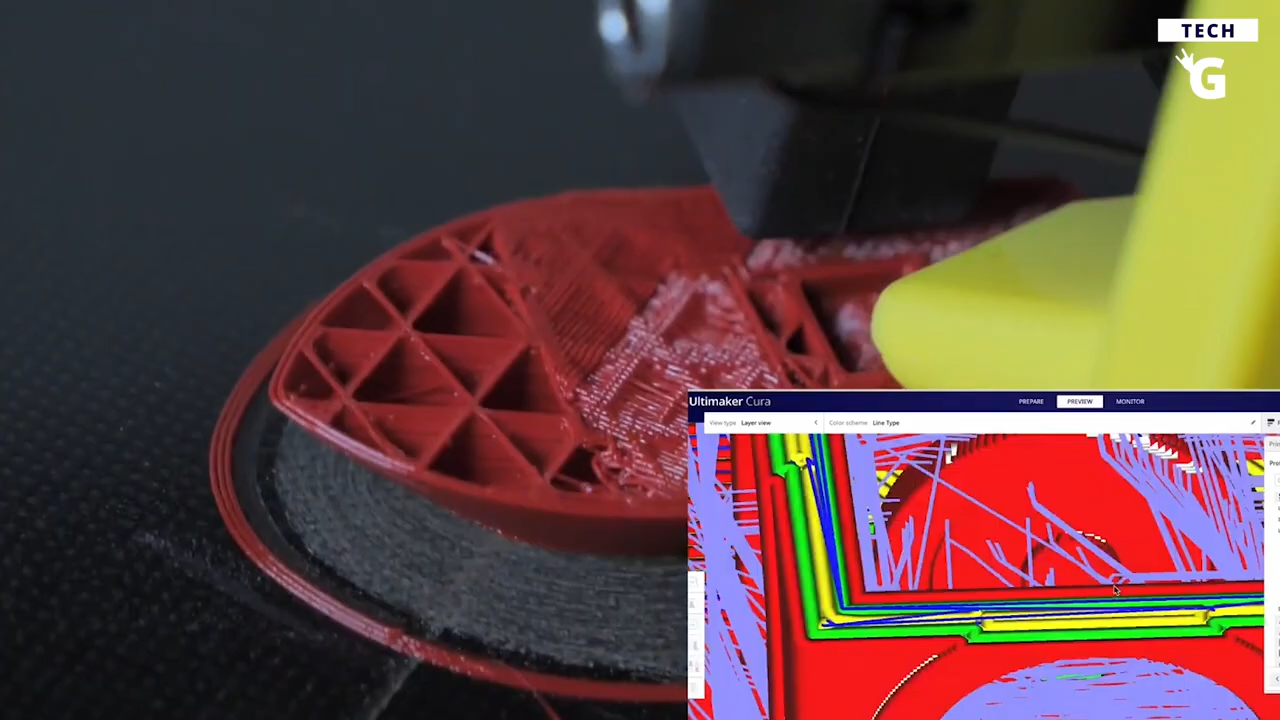 TECH
G
Ultimaker Cura
PREPARE PREVIEW MONITOR
View type Layer view Color scheme Line Type